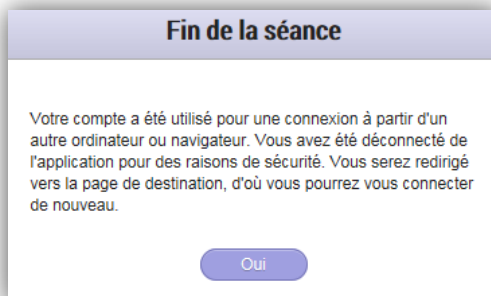 Fin de la séance
Votre compte a été utilisé pour une connexion à partir d'un
autre ordinateur ou navigateur. Vous avez été déconnecté de
l'application pour des raisons de sécurité. Vous serez redirigé
vers la page de destination, d'où vous pourrez vous connecter
de nouveau.
Oui